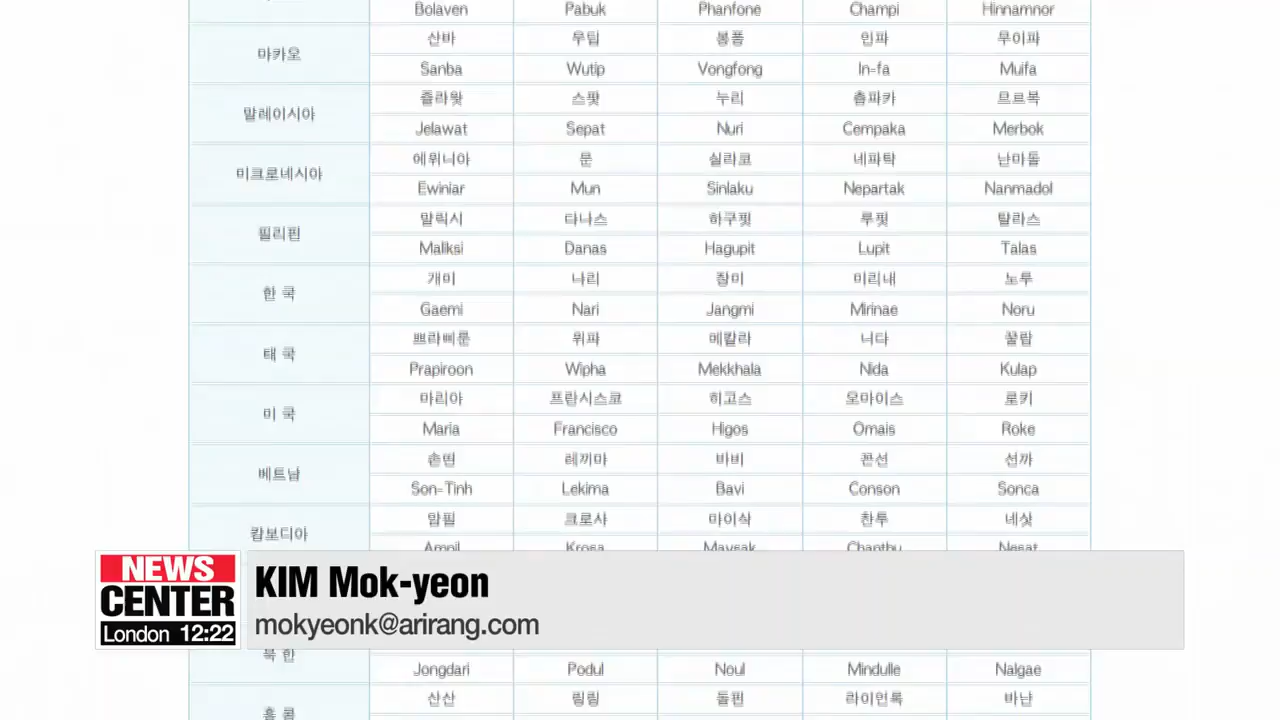 Bolaven Pabuk Phanfone Champi Hinnamnor
마카오 산바 우팁 봉퐁 인파 무이파
Sanba Wutip Vongfong In-fa Muifa
말레이시아 즐라왓 스팟 누리 츰파카 므르복
Jelawat Sepat Nuri Cempaka Merbok
미크로네시아 에위니아 문 실라코 네파탁 난마돌
Ewiniar Mun Sinlaku Nepartak Nanmadol
필리핀 말릭시 타나스 하구핏 루핏 탈라스
Maliksi Danas Hagupit Lupit Talas
한 국 개미 나리 장미 미리내 노루
Gaemi Nari Jangmi Mirinae Noru
태 국 쁘라삐룬 위파 메칼라 니다 꿀랍
Prapiroon Wipha Mekkhala Nida Kulap
미 국 마리아 프란시스코 히고스 오마이스 로키
Maria Francisco Higos Omais Roke
베트남 손띤 레끼마 바비 꼰선 선까
Son-Tinh Lekima Bavi Conson Sonca
캄보디아 암필 크로사 마이삭 찬투 네삿
Ampil Krosa Maysak Chanthu Nesat
NEWS
CENTER
London 12:22
KIM Mok-yeon
mokyeonk@arirang.com
북 한
Jongdari Podul Noul Mindulle Nalgae
홍 콩 산산 링링 돌핀 라이언록 바냔